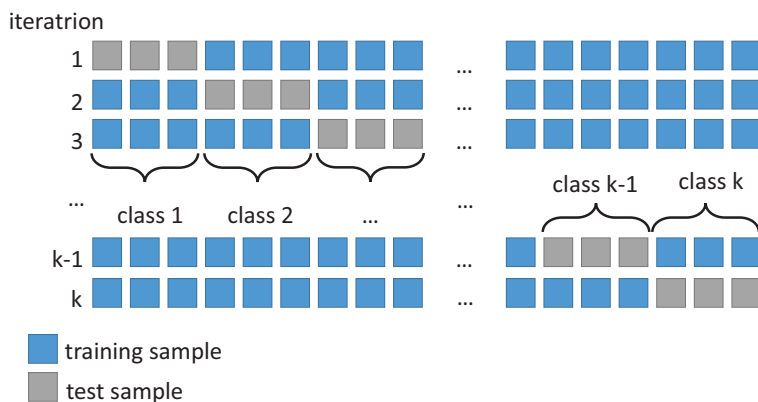 iteratrion
1 ...
2 ...
3 ...
... class 1 class 2 ... ... class k-1 class k
k-1 ...
k ...
training sample
test sample